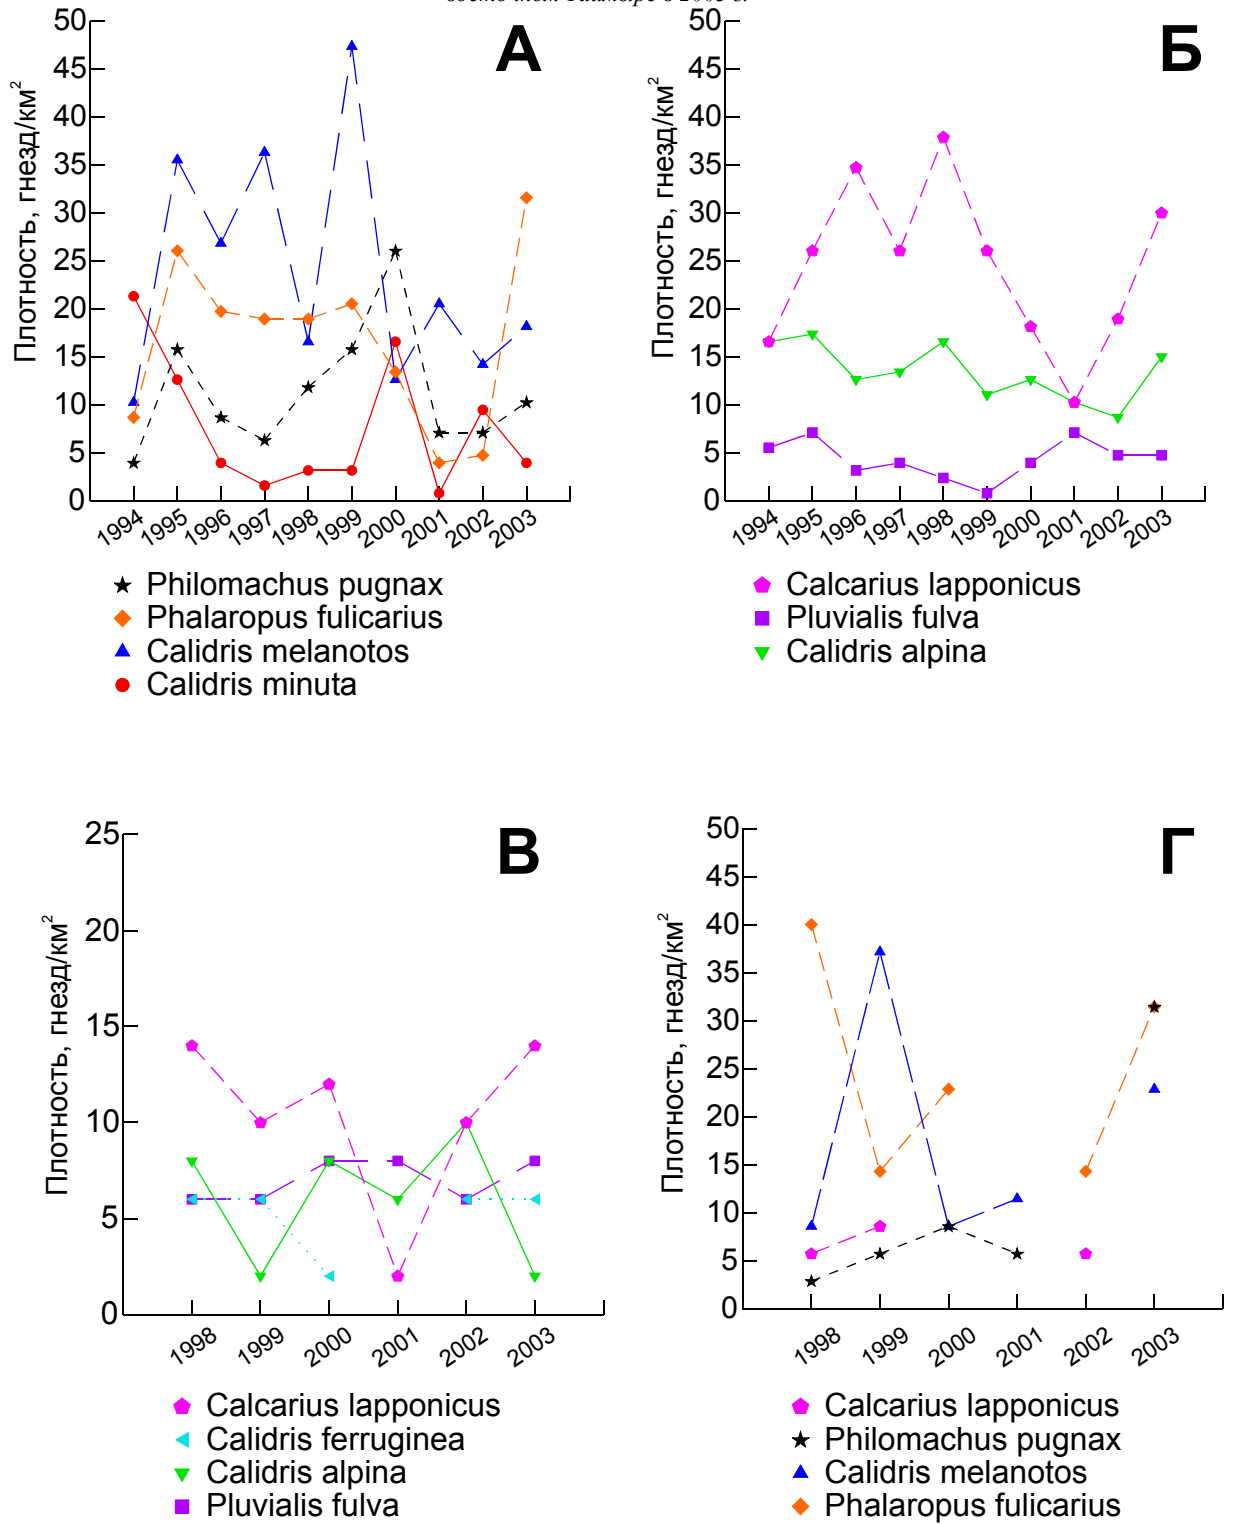 А
Плотность, гнезд/км²
50
45
40
35
30
25
20
15
10
5
0
1994 1995 1996 1997 1998 1999 2000 2001 2002 2003
Philomachus pugnax
Phalaropus fulicarius
Calidris melanotos
Calidris minuta
Б
Плотность, гнезд/км²
50
45
40
35
30
25
20
15
10
5
0
1994 1995 1996 1997 1998 1999 2000 2001 2002 2003
Calcarius lapponicus
Pluvialis fulva
Calidris alpina
В
Плотность, гнезд/км²
25
20
15
10
5
0
1998 1999 2000 2001 2002 2003
Calcarius lapponicus
Calidris ferruginea
Calidris alpina
Pluvialis fulva
Г
Плотность, гнезд/км²
50
45
40
35
30
25
20
15
10
5
0
1998 1999 2000 2001 2002 2003
Calcarius lapponicus
Philomachus pugnax
Calidris melanotos
Phalaropus fulicarius